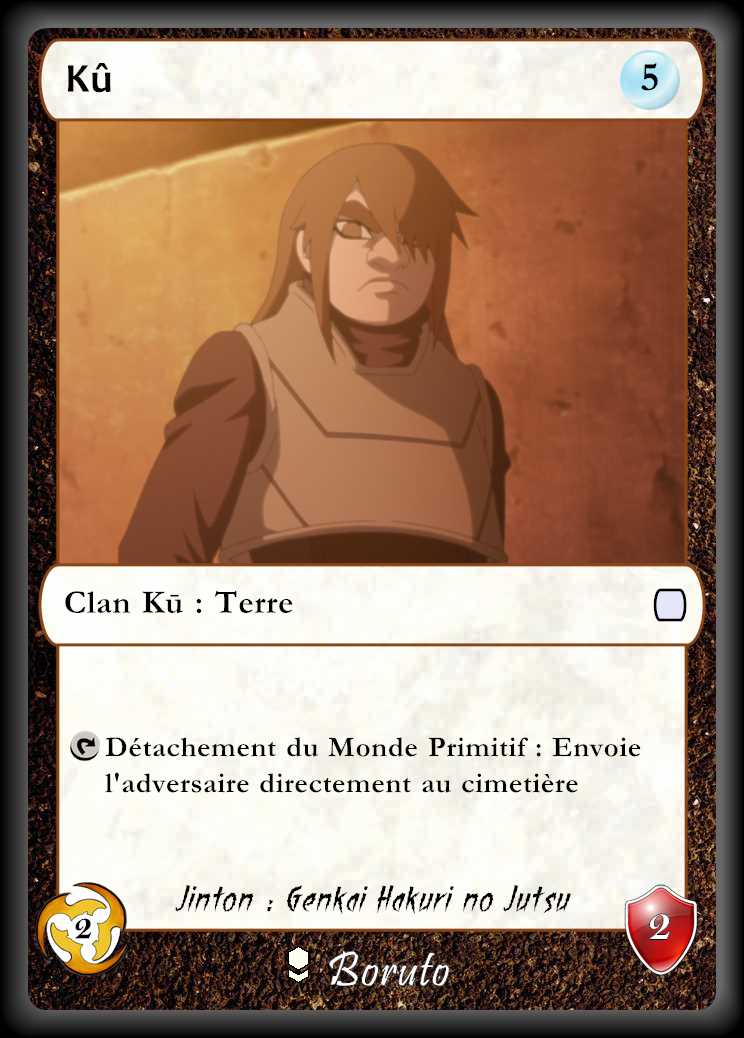 Kû
5
Clan Kū : Terre
Détachement du Monde Primitif : Envoie
l'adversaire directement au cimetière
Jinton : Genkai Hakuri no Jutsu
2
2
Boruto